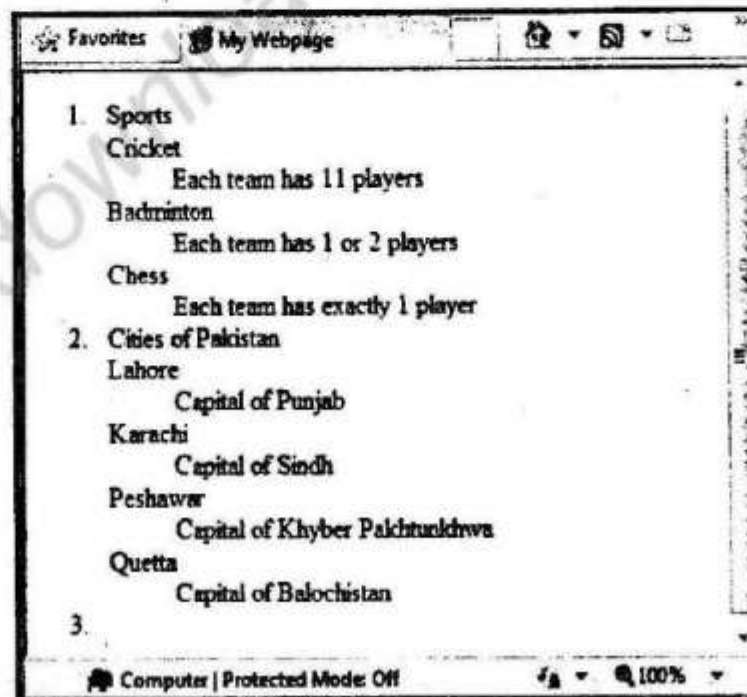 Favorites My Webpage
1. Sports
Cricket
Each team has 11 players
Badminton
Each team has 1 or 2 players
Chess
Each team has exactly 1 player
2. Cities of Pakistan
Lahore
Capital of Punjab
Karachi
Capital of Sindh
Peshawar
Capital of Khyber Pakhtunkhwa
Quetta
Capital of Balochistan
3.
Computer | Protected Mode: Off 100%